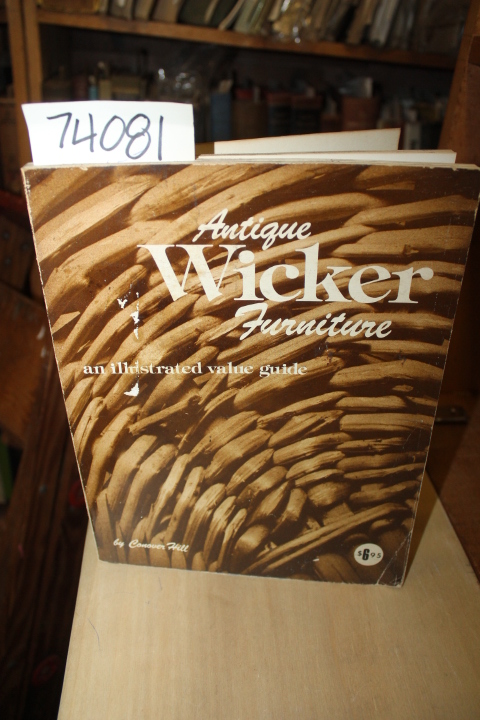 74081
Antique
Wicker
Furniture
an illustrated value guide
by Conover Hill
$6.95